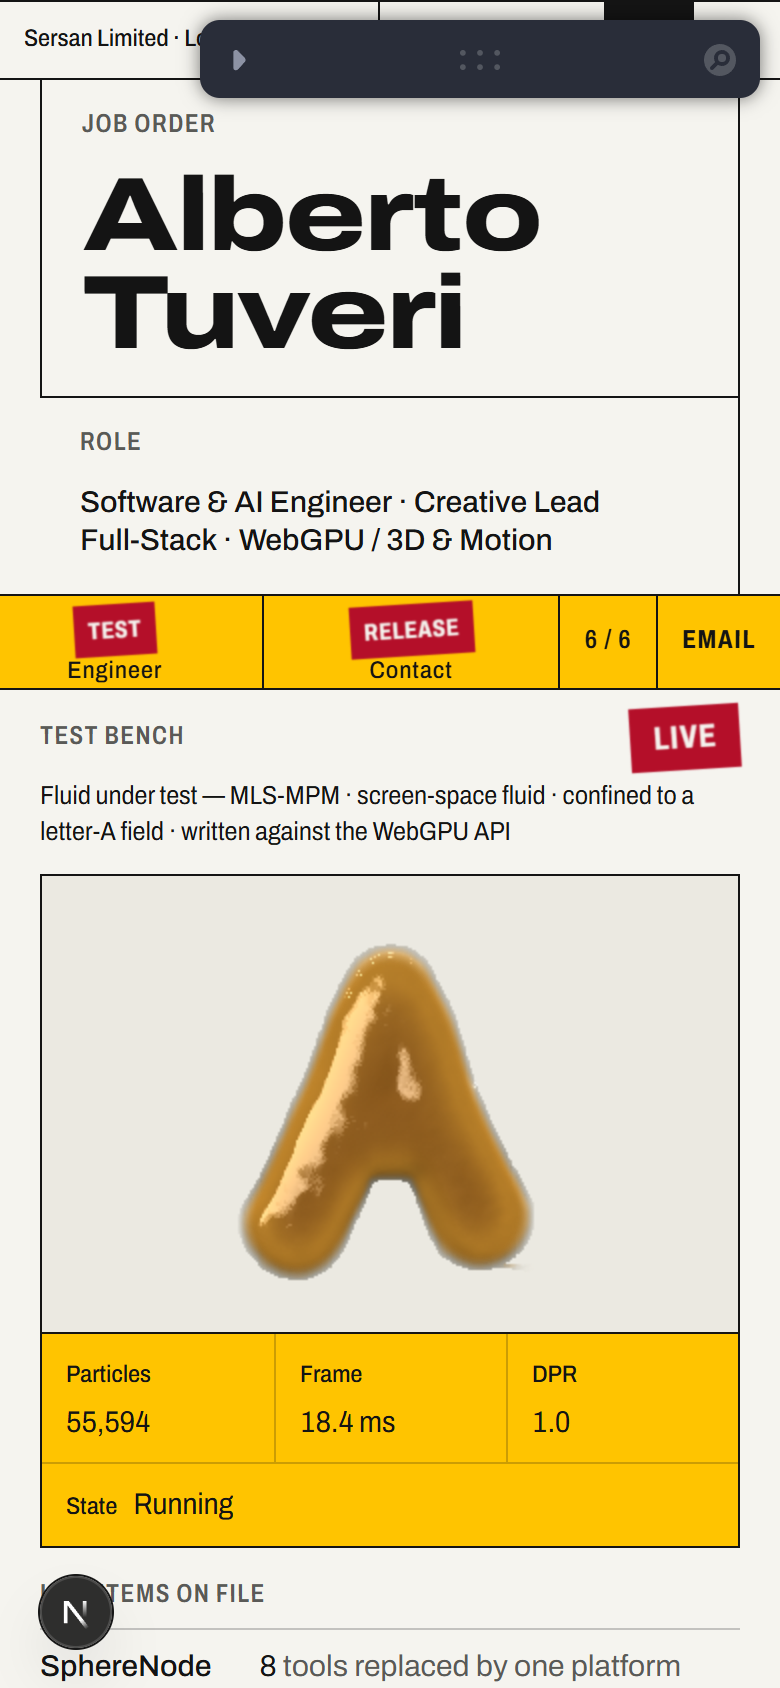 Sersan Limited · L
JOB ORDER
Alberto
Tuveri
ROLE
Software & AI Engineer · Creative Lead
Full-Stack · WebGPU / 3D & Motion
TEST
Engineer
RELEASE
Contact
6 / 6
EMAIL
TEST BENCH
LIVE
Fluid under test — MLS-MPM · screen-space fluid · confined to a
letter-A field · written against the WebGPU API
A
Particles
Frame
DPR
55,594
18.4 ms
1.0
State Running
N
TEMS ON FILE
SphereNode 8 tools replaced by one platform